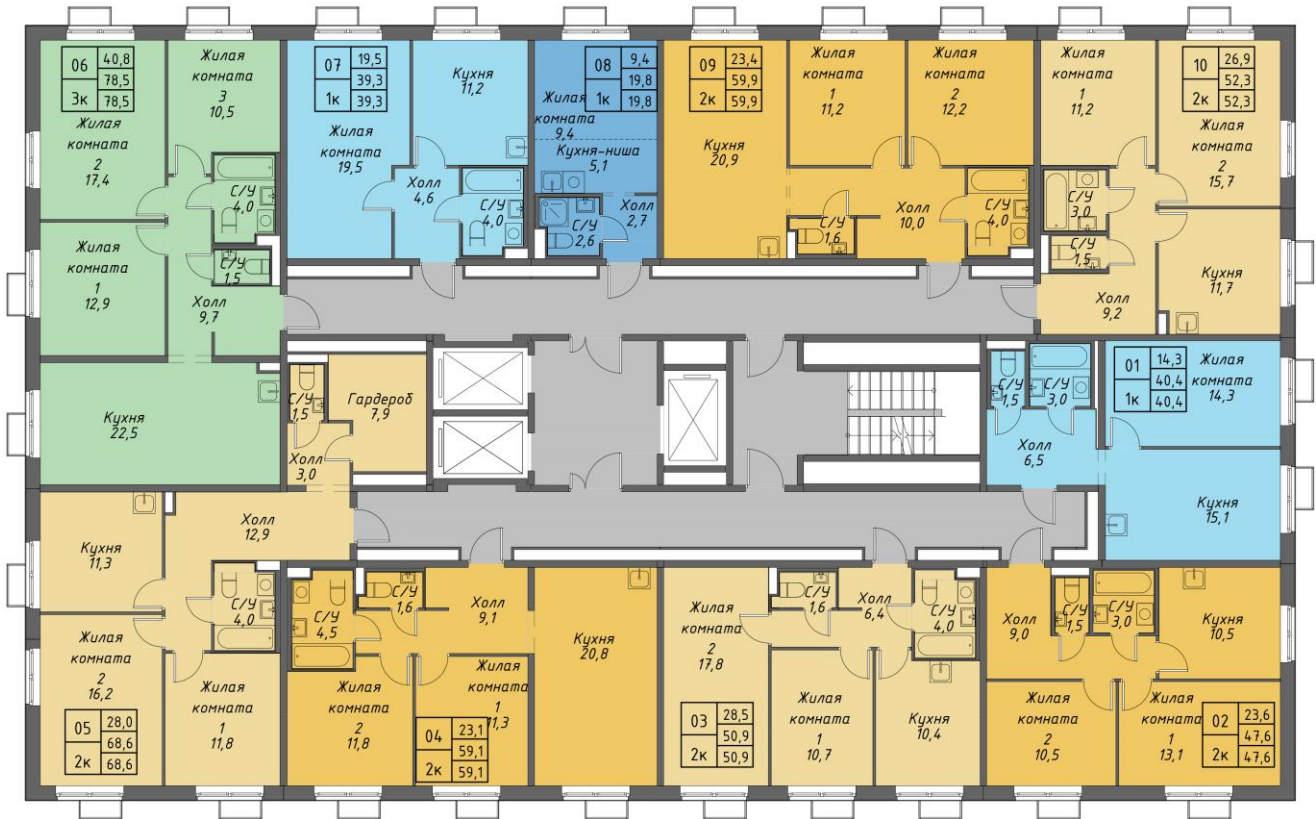 06
40,8
78,5
3к
78,5
Жилая
комната
2
17,4
Жилая
комната
3
10,5
С/У
4,0
С/У
1,5
Жилая
комната
1
12,9
Холл
9,7
Кухня
22,5
07
19,5
39,3
1к
39,3
Жилая
комната
19,5
Кухня
11,2
Холл
4,6
С/У
4,0
08
9,4
19,8
1к
19,8
Жилая
комната
9,4
Кухня-ниша
5,1
Холл
2,7
С/У
2,6
09
23,4
59,9
2к
59,9
Кухня
20,9
Жилая
комната
1
11,2
Жилая
комната
2
12,2
С/У
1,6
Холл
10,0
С/У
4,0
10
26,9
52,3
2к
52,3
Жилая
комната
1
11,2
Жилая
комната
2
15,7
С/У
3,0
С/У
1,5
Холл
9,2
Кухня
11,7
С/У
1,5
Гардероб
7,9
Холл
3,0
С/У
1,5
С/У
3,0
01
14,3
40,4
1к
40,4
Жилая
комната
14,3
Холл
6,5
Кухня
15,1
Кухня
11,3
Холл
12,9
С/У
4,0
Жилая
комната
2
16,2
Жилая
комната
1
11,8
05
28,0
68,6
2к
68,6
С/У
4,5
С/У
1,6
Холл
9,1
Кухня
20,8
Жилая
комната
2
11,8
Жилая
комната
1
11,3
04
23,1
59,1
2к
59,1
Жилая
комната
2
17,8
С/У
1,6
Холл
6,4
С/У
4,0
Жилая
комната
1
10,7
Кухня
10,4
03
28,5
50,9
2к
50,9
Холл
9,0
С/У
1,5
С/У
3,0
Кухня
10,5
Жилая
комната
2
10,5
Жилая
комната
1
13,1
02
23,6
47,6
2к
47,6